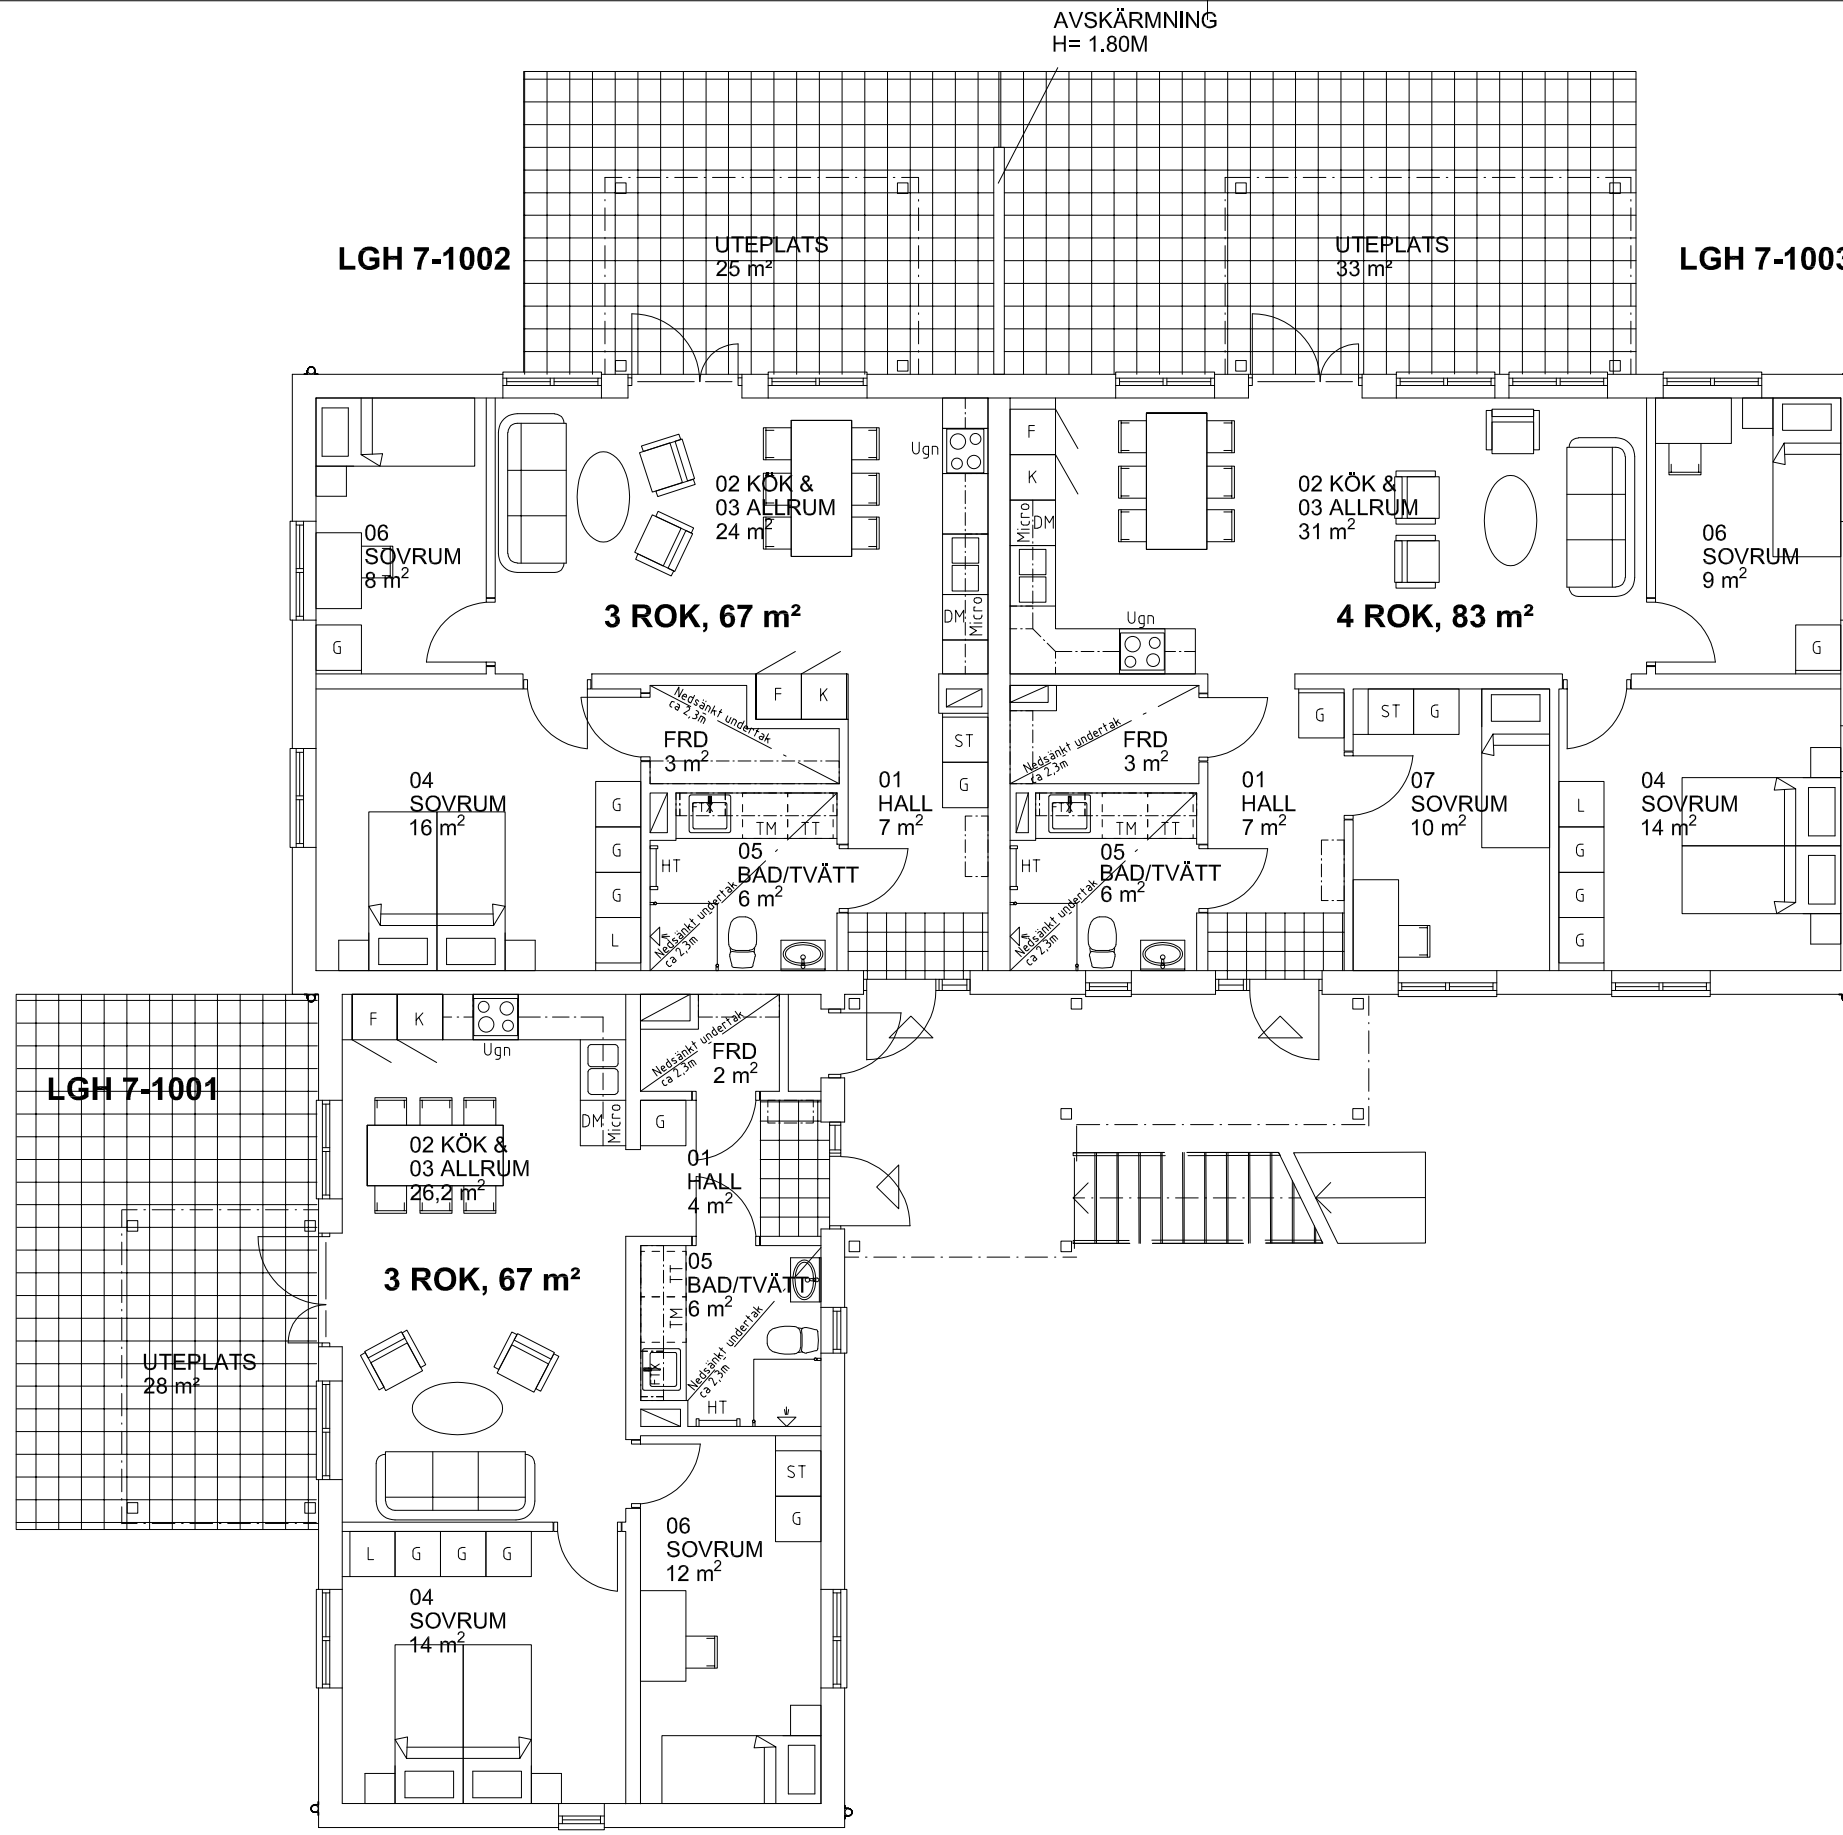 AVSKÄRMNING
H= 1.80M
LGH 7-1002
UTEPLATS
25 m²
UTEPLATS
33 m²
LGH 7-1003
06
SOVRUM
8 m²
G
02 KÖK &
03 ALLRUM
24 m²
Ugn
DM
Micro
3 ROK, 67 m²
F
K
F
K
Micro
DM
Ugn
02 KÖK &
03 ALLRUM
31 m²
4 ROK, 83 m²
06
SOVRUM
9 m²
G
04
SOVRUM
16 m²
G
G
G
L
Nedsänkt undertak
ca 2,3m
FRD
3 m²
ST
G
01
HALL
7 m²
FTX
TM
TT
HT
05
BAD/TVÄTT
6 m²
Nedsänkt undertak
ca 2,3m
Nedsänkt undertak
ca 2,3m
FRD
3 m²
01
HALL
7 m²
FTX
TM
TT
HT
05
BAD/TVÄTT
6 m²
Nedsänkt undertak
ca 2,3m
G
ST
G
07
SOVRUM
10 m²
L
G
G
G
04
SOVRUM
14 m²
LGH 7-1001
F
K
Ugn
DM
Micro
Nedsänkt undertak
ca 2,3m
FRD
2 m²
G
02 KÖK &
03 ALLRUM
26,2 m²
01
HALL
4 m²
3 ROK, 67 m²
05
BAD/TVÄTT
6 m²
TT
TM
FTX
Nedsänkt undertak
ca 2,3m
HT
UTEPLATS
28 m²
ST
G
06
SOVRUM
12 m²
L
G
G
G
04
SOVRUM
14 m²